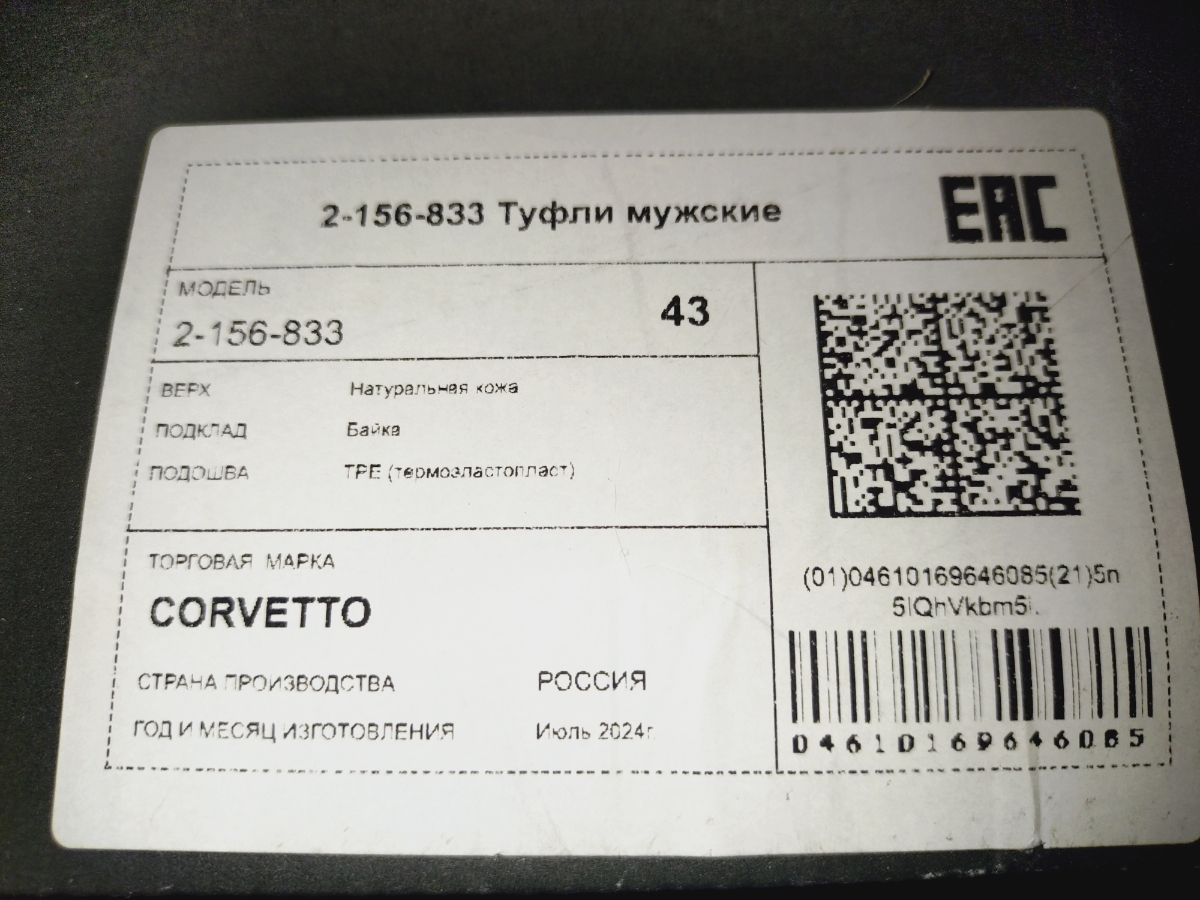 2-156-833 Туфли мужские
EAC
МОДЕЛЬ
2-156-833
43
ВЕРХ Натуральная кожа
ПОДКЛАД Байка
ПОДОШВА TPE (термоэластопласт)
ТОРГОВАЯ МАРКА
CORVETTO
СТРАНА ПРОИЗВОДСТВА РОССИЯ
ГОД И МЕСЯЦ ИЗГОТОВЛЕНИЯ Июль 2024г.
(01)04610169646085(21)5n
04610169646085